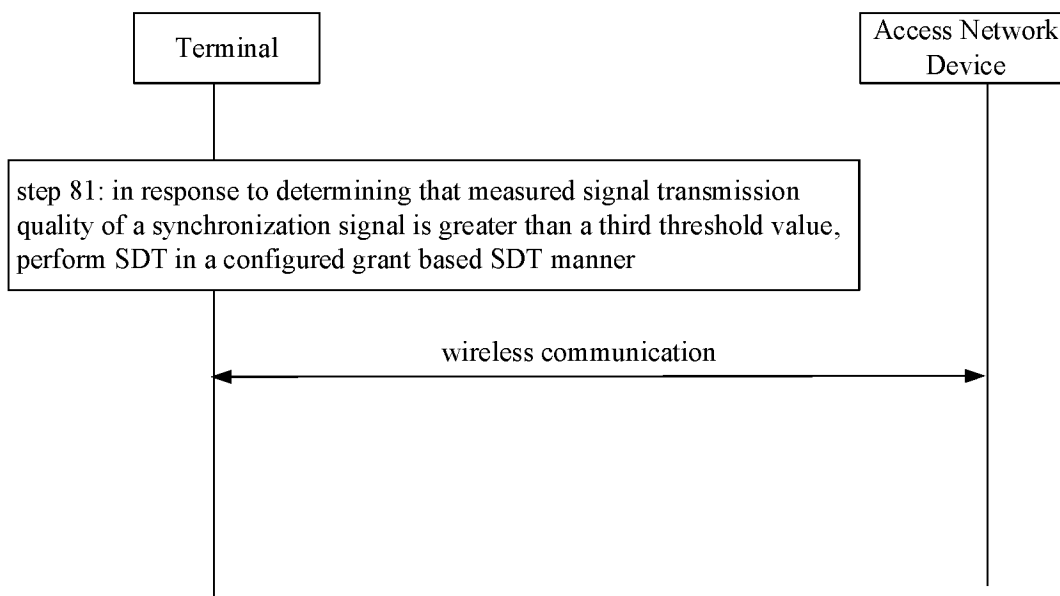 Terminal
Access Network
Device
step 81: in response to determining that measured signal transmission
quality of a synchronization signal is greater than a third threshold value,
perform SDT in a configured grant based SDT manner
wireless communication